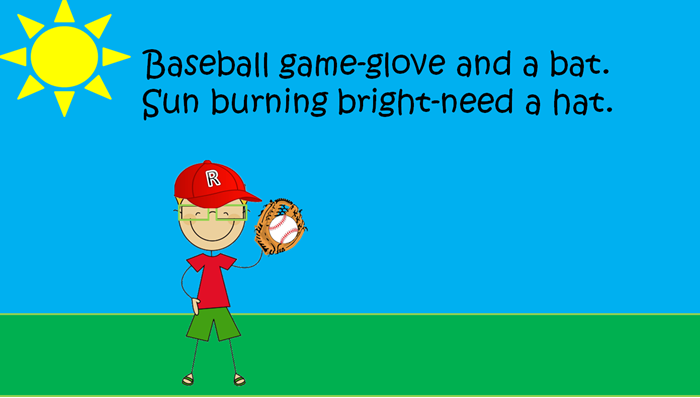 Baseball game-glove and a bat.
Sun burning bright-need a hat.
R